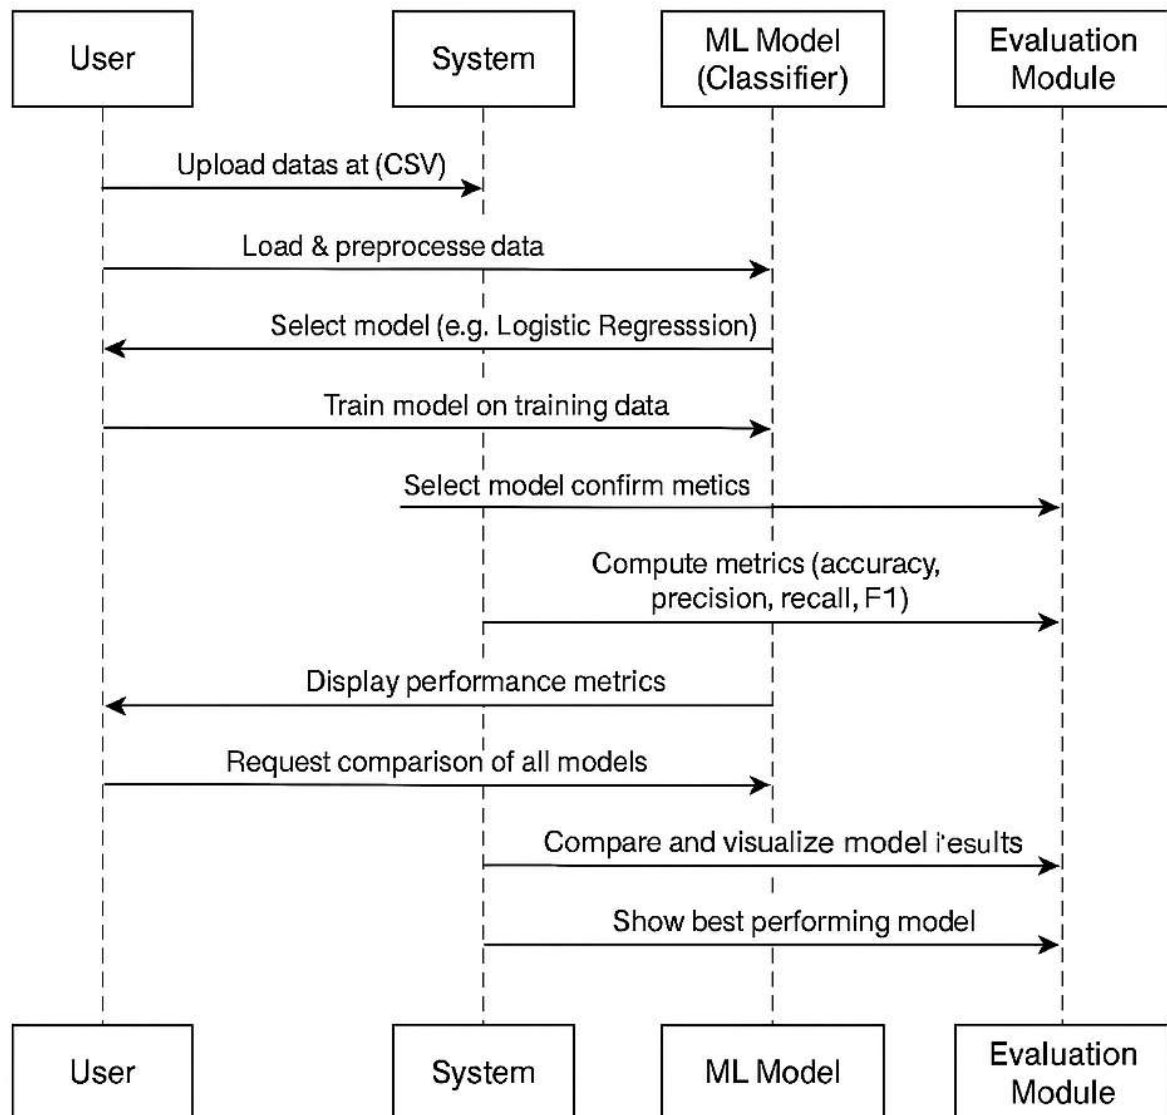 User
System
ML Model
(Classifier)
Evaluation
Module
Upload datas at (CSV)
Load & preprocesse data
Select model (e.g. Logistic Regresssion)
Train model on training data
Select model confirm metics
Compute metrics (accuracy,
precision, recall, F1)
Display performance metrics
Request comparison of all models
Compare and visualize model results
Show best performing model
User
System
ML Model
Evaluation
Module